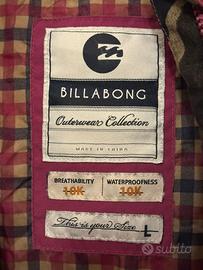 BILLABONG
Outerwear Collection
MADE IN CHINA
BREATHABILITY WATERPROOFNESS
10K 10K
This is your Size L
subito